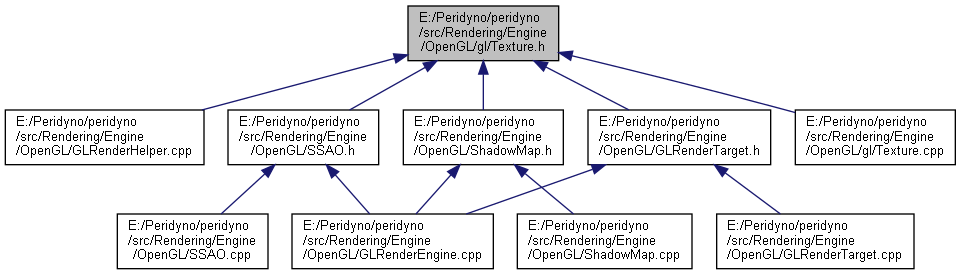 E:/Peridyno/peridyno
/src/Rendering/Engine
/OpenGL/gl/Texture.h
E:/Peridyno/peridyno
/src/Rendering/Engine
/OpenGL/GLRenderHelper.cpp
E:/Peridyno/peridyno
/src/Rendering/Engine
/OpenGL/SSAO.h
E:/Peridyno/peridyno
/src/Rendering/Engine
/OpenGL/ShadowMap.h
E:/Peridyno/peridyno
/src/Rendering/Engine
/OpenGL/GLRenderTarget.h
E:/Peridyno/peridyno
/src/Rendering/Engine
/OpenGL/gl/Texture.cpp
E:/Peridyno/peridyno
/src/Rendering/Engine
/OpenGL/SSAO.cpp
E:/Peridyno/peridyno
/src/Rendering/Engine
/OpenGL/GLRenderEngine.cpp
E:/Peridyno/peridyno
/src/Rendering/Engine
/OpenGL/ShadowMap.cpp
E:/Peridyno/peridyno
/src/Rendering/Engine
/OpenGL/GLRenderTarget.cpp